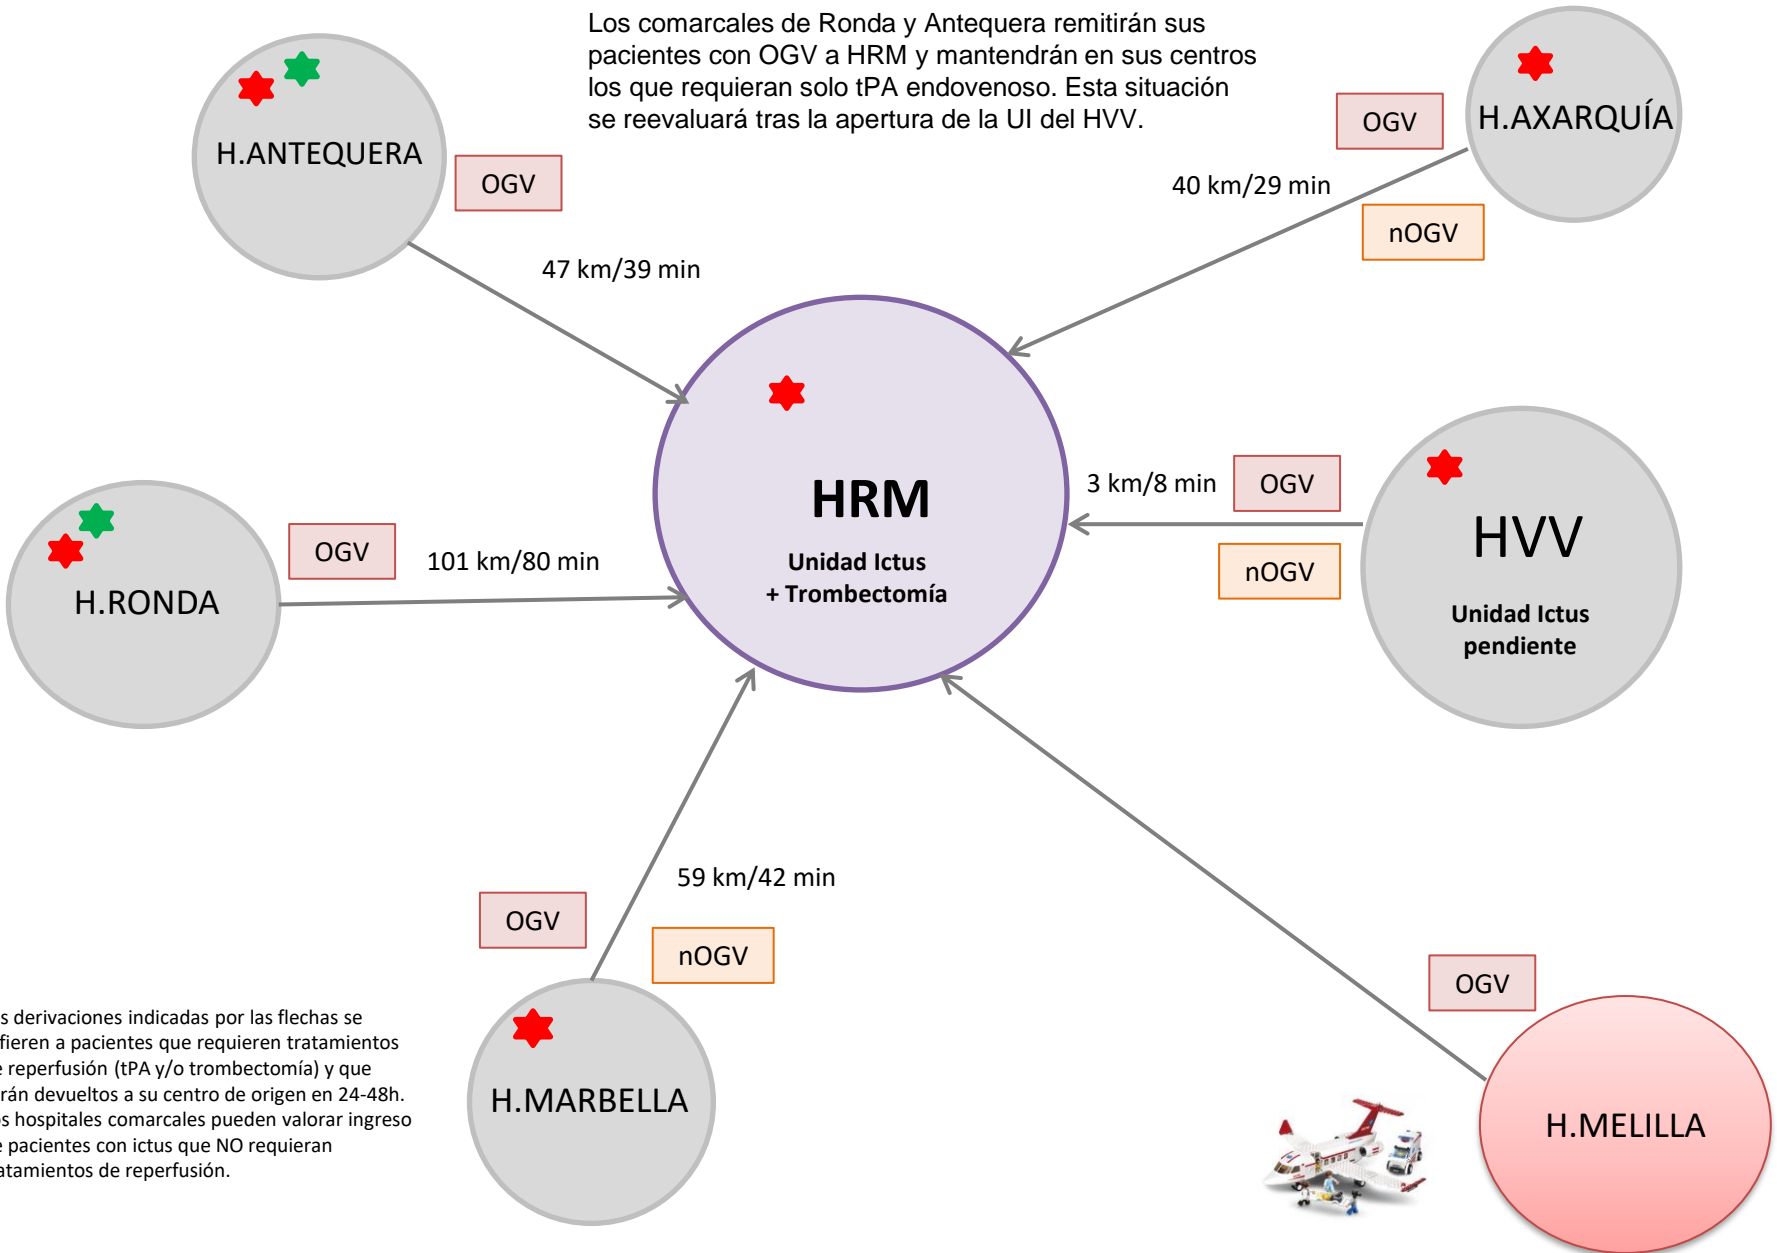 Los comarcales de Ronda y Antequera remitirán sus
pacientes con OGV a HRM y mantendrán en sus centros
los que requieran solo tPA endovenoso. Esta situación
se reevaluará tras la apertura de la UI del HVV.
H.ANTEQUERA
OGV
47 km/39 min
H.AXARQUÍA
OGV
40 km/29 min
nOGV
HRM
Unidad Ictus
+ Trombectomía
3 km/8 min
OGV
nOGV
HVV
Unidad Ictus
pendiente
H.RONDA
OGV
101 km/80 min
59 km/42 min
OGV
nOGV
H.MARBELLA
OGV
H.MELILLA
s derivaciones indicadas por las flechas se
fieren a pacientes que requieren tratamientos
e reperfusión (tPA y/o trombectomía) y que
rán devueltos a su centro de origen en 24-48h.
os hospitales comarcales pueden valorar ingreso
e pacientes con ictus que NO requieran
atamientos de reperfusión.